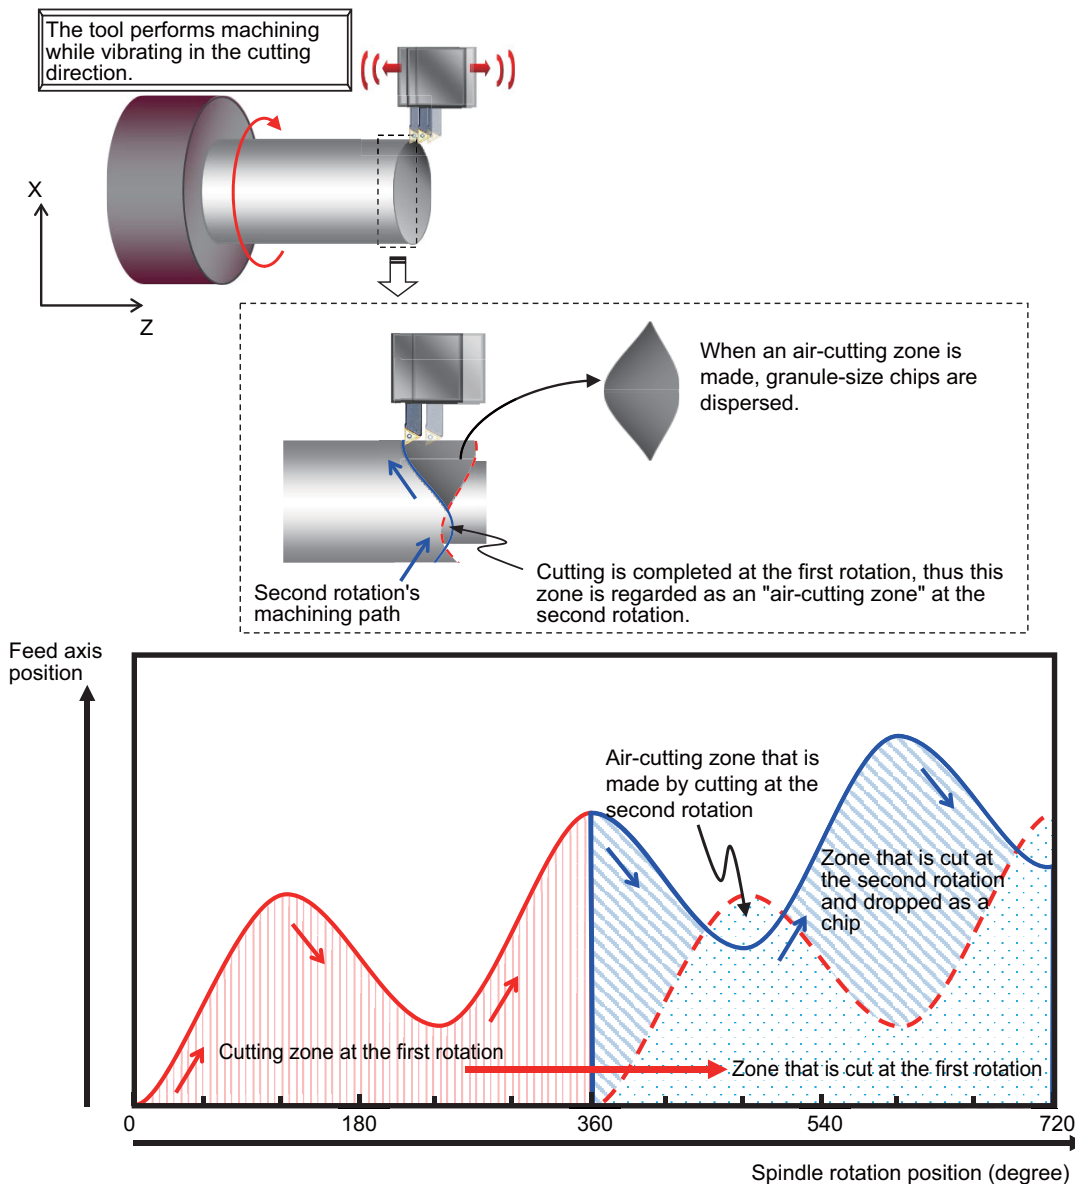 The tool performs machining
while vibrating in the cutting
direction.
X
Z
When an air-cutting zone is
made, granule-size chips are
dispersed.
Second rotation's
machining path
Cutting is completed at the first rotation, thus this
zone is regarded as an "air-cutting zone" at the
second rotation.
Feed axis
position
Air-cutting zone that is
made by cutting at the
second rotation
Zone that is cut at
the second rotation
and dropped as a
chip
Cutting zone at the first rotation
Zone that is cut at the first rotation
0 180 360 540 720
Spindle rotation position (degree)